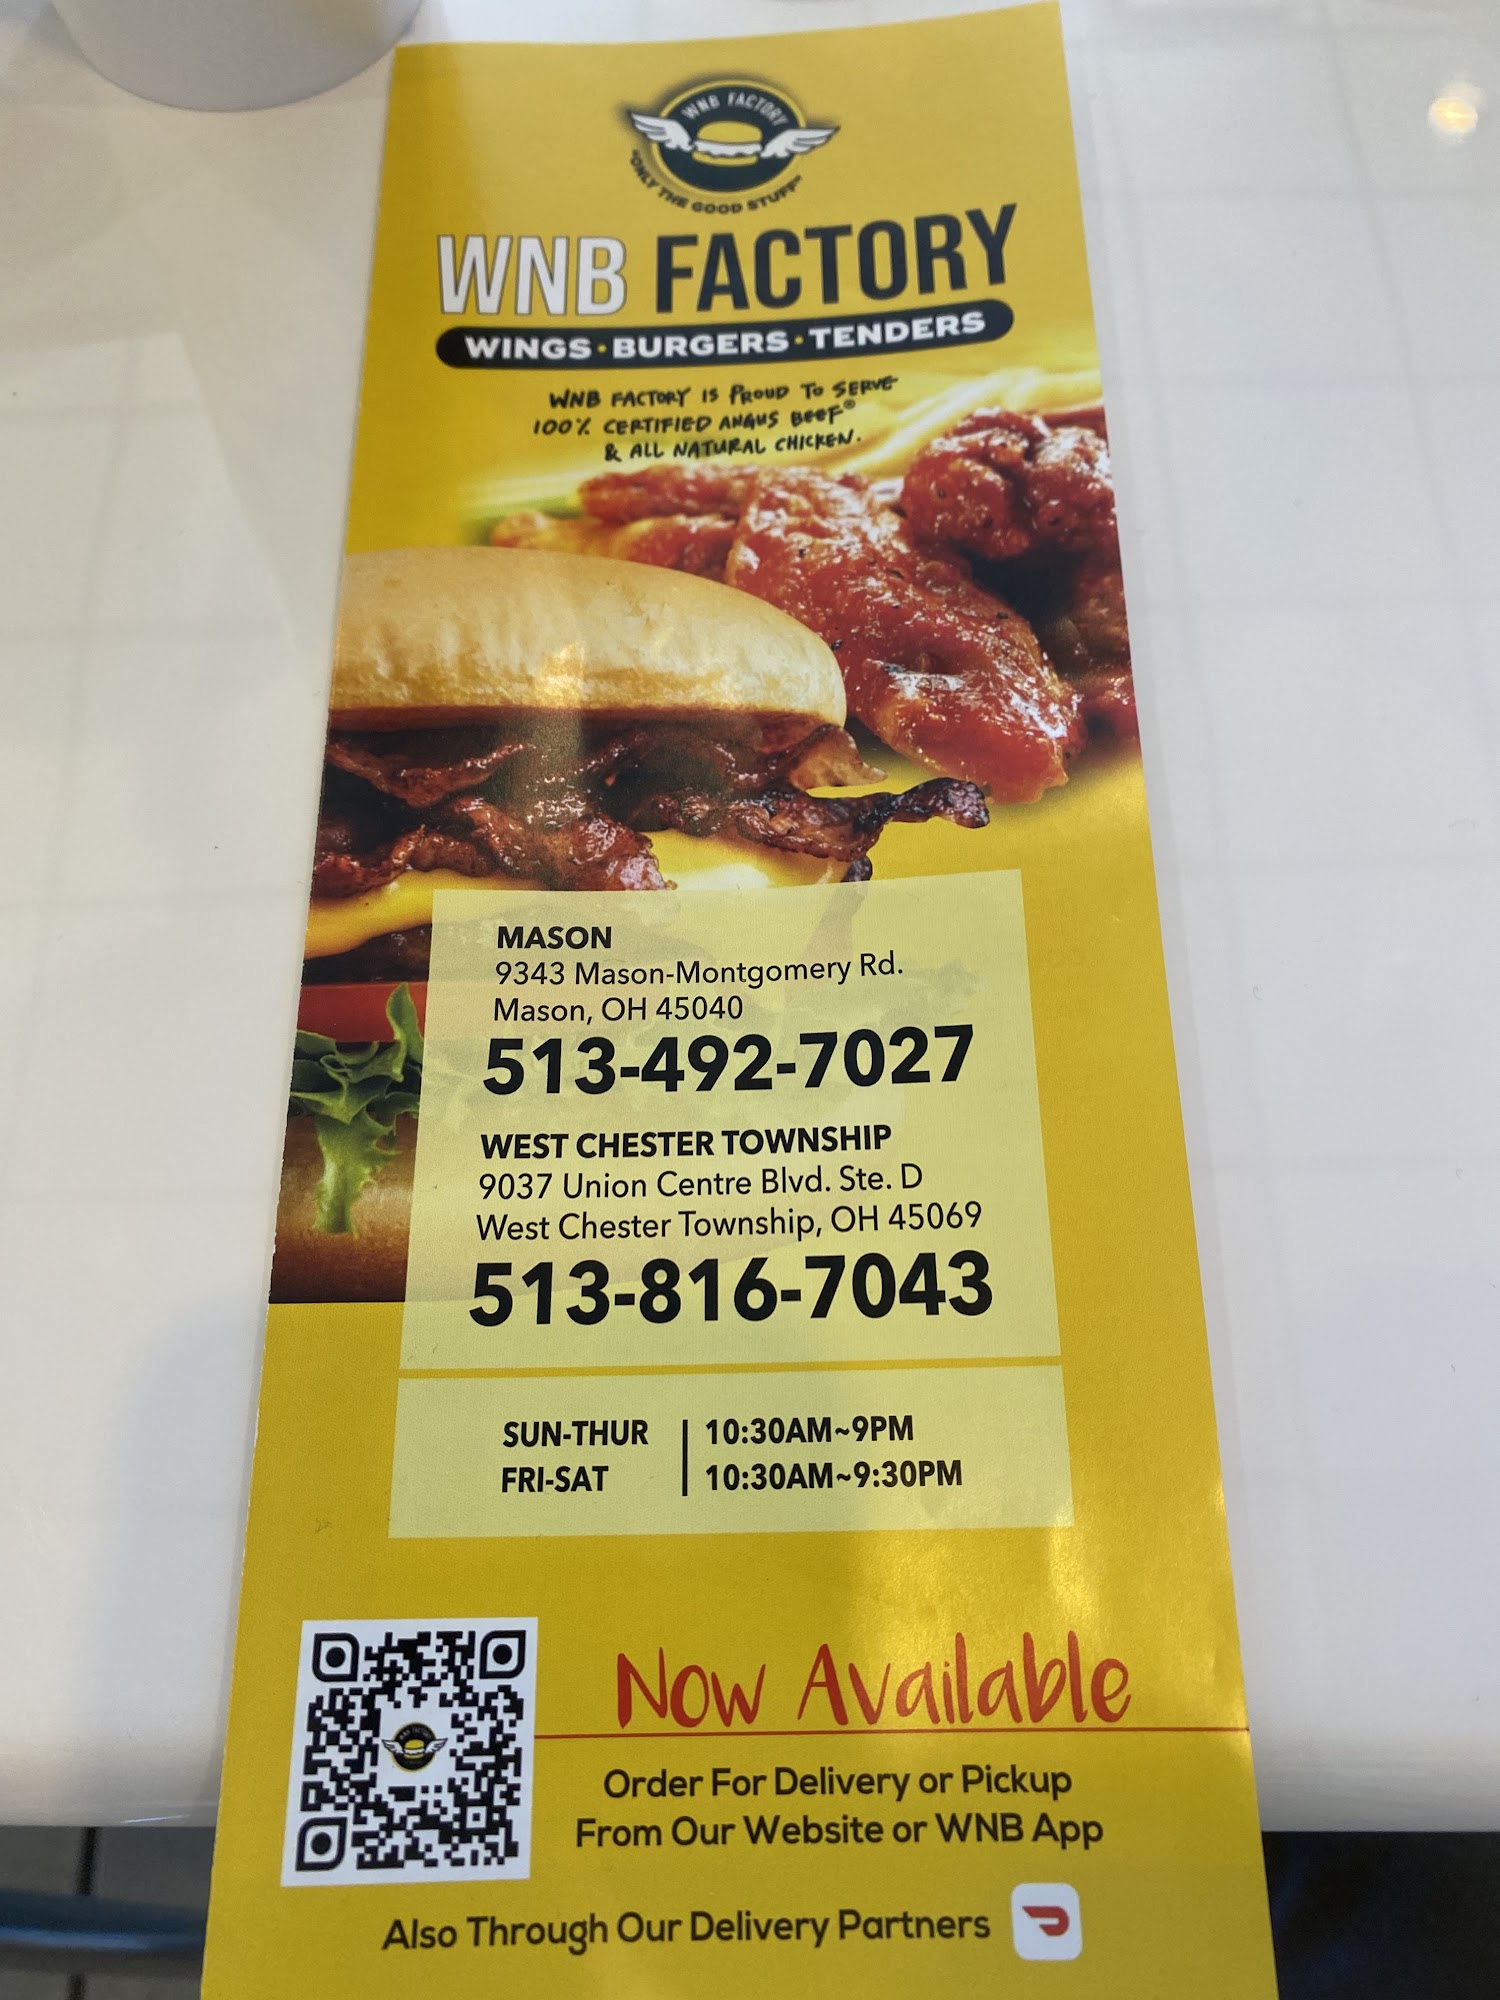 WNB FACTORY
"ONLY THE GOOD STUFF"
WNB FACTORY
WINGS · BURGERS · TENDERS
WNB FACTORY IS PROUD TO SERVE
100% CERTIFIED ANGUS BEEF®
& ALL NATURAL CHICKEN.
MASON
9343 Mason-Montgomery Rd.
Mason, OH 45040
513-492-7027
WEST CHESTER TOWNSHIP
9037 Union Centre Blvd. Ste. D
West Chester Township, OH 45069
513-816-7043
SUN-THUR | 10:30AM~9PM
FRI-SAT | 10:30AM~9:30PM
Now Available
Order For Delivery or Pickup
From Our Website or WNB App
Also Through Our Delivery Partners